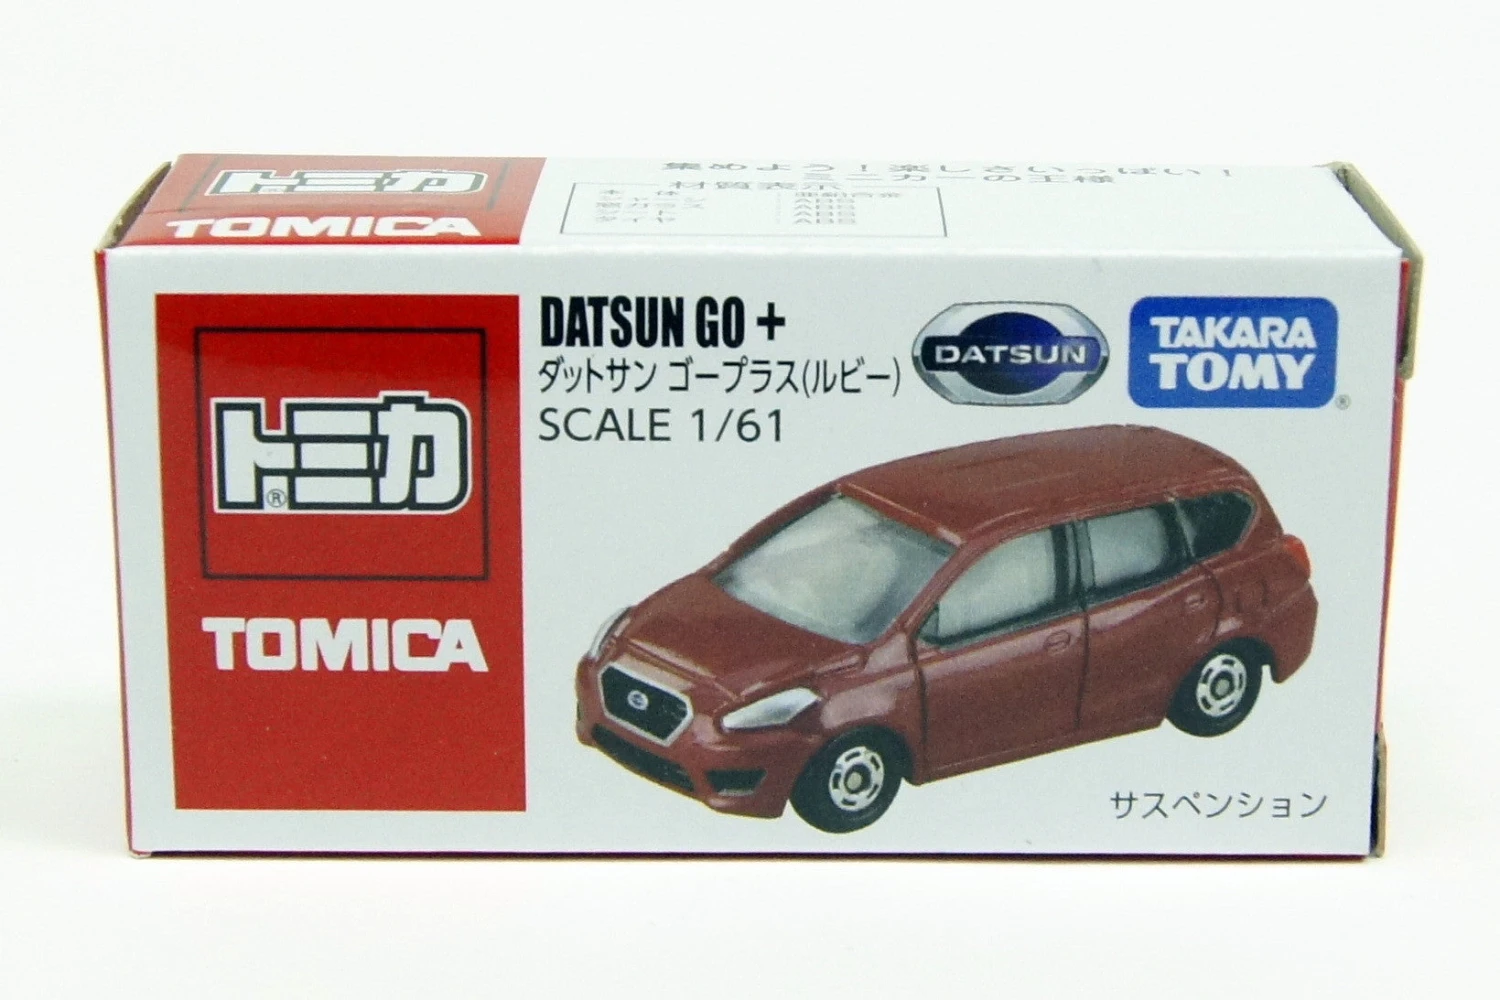 トミカ
TOMICA
集めよう!楽しさいっぱい!
ミニカーの王様
材質表示
トミカ
®
TOMICA
DATSUN GO +
ダットサン ゴープラス(ルビー)
SCALE 1/61
DATSUN
TAKARA
TOMY
®
サスペンション